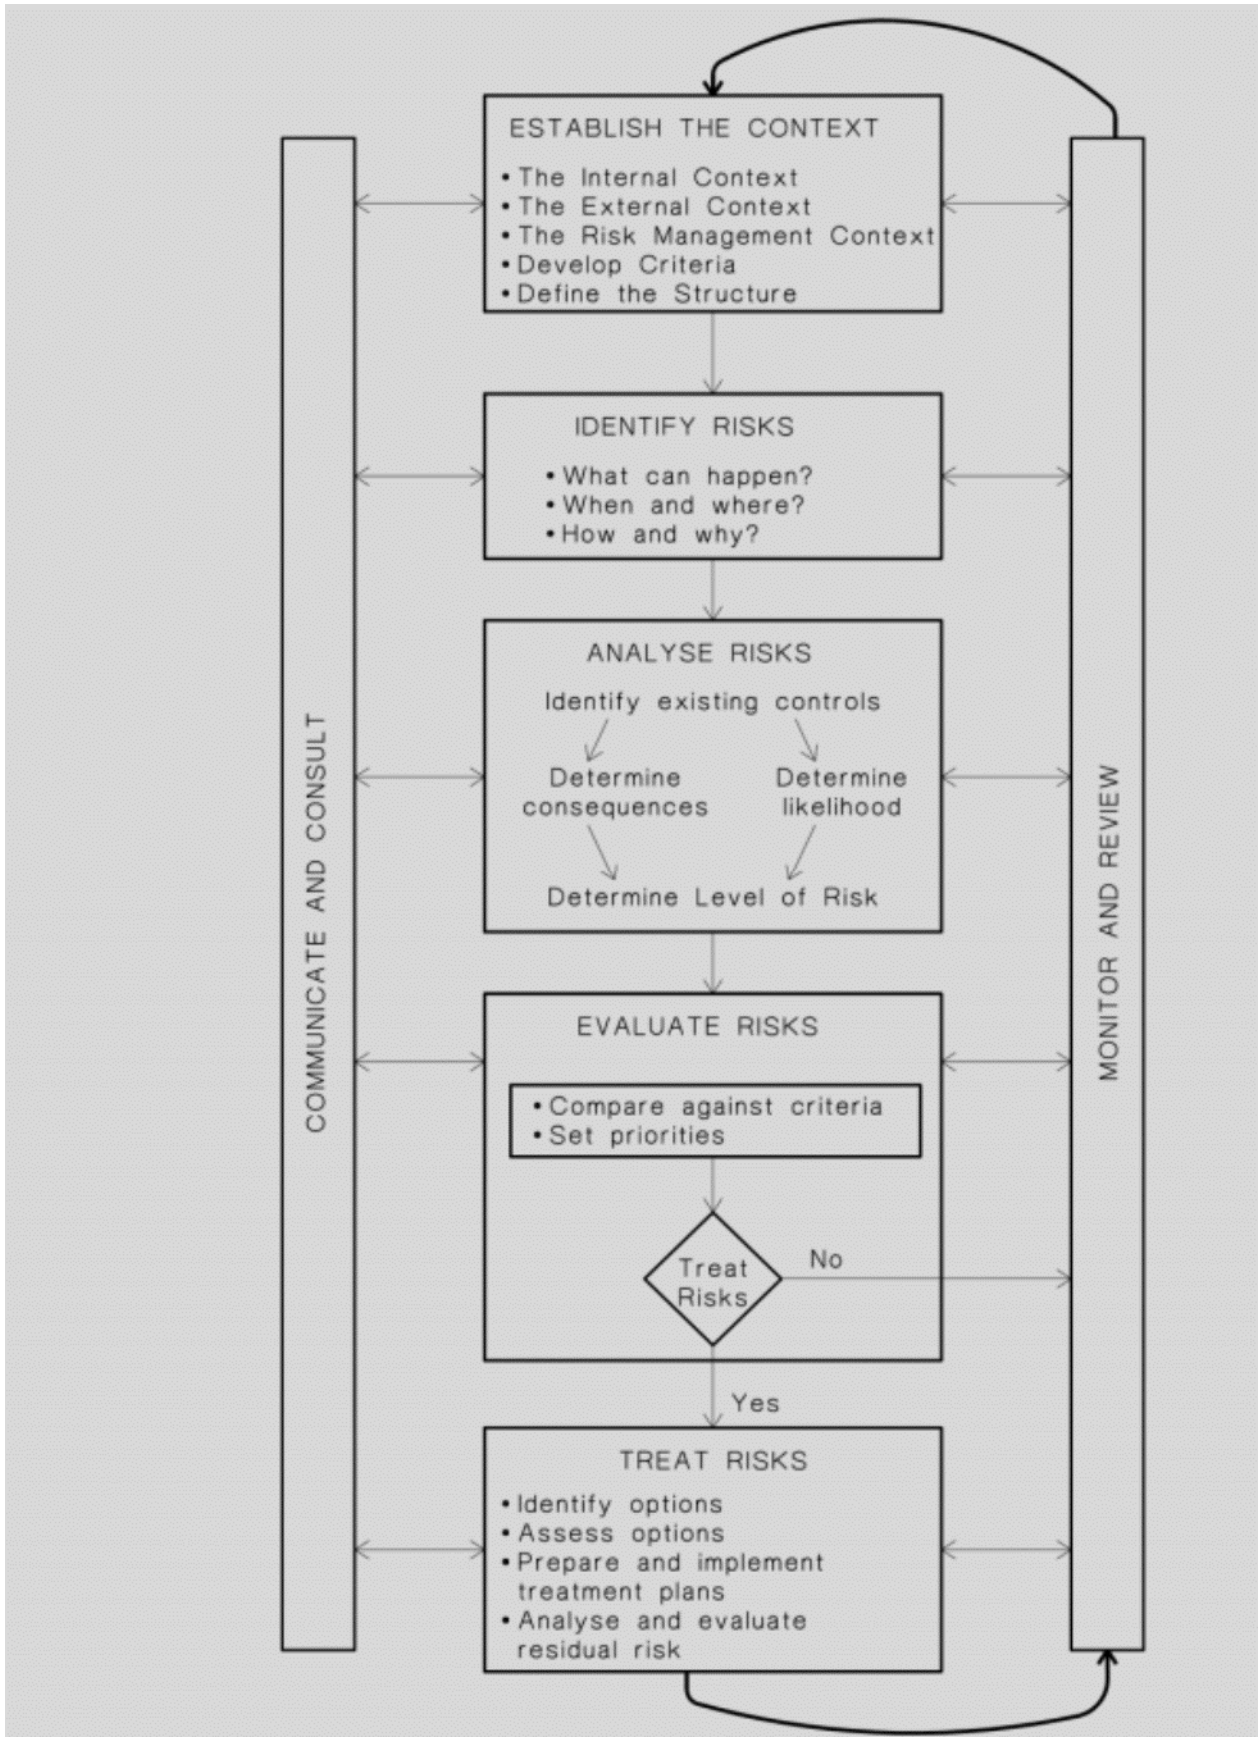 ESTABLISH THE CONTEXT
• The Internal Context
• The External Context
• The Risk Management Context
• Develop Criteria
• Define the Structure
IDENTIFY RISKS
• What can happen?
• When and where?
• How and why?
ANALYSE RISKS
Identify existing controls
Determine
consequences
Determine
likelihood
Determine Level of Risk
EVALUATE RISKS
• Compare against criteria
• Set priorities
Treat
Risks
No
Yes
TREAT RISKS
• Identify options
• Assess options
• Prepare and implement
treatment plans
• Analyse and evaluate
residual risk
COMMUNICATE AND CONSULT
MONITOR AND REVIEW